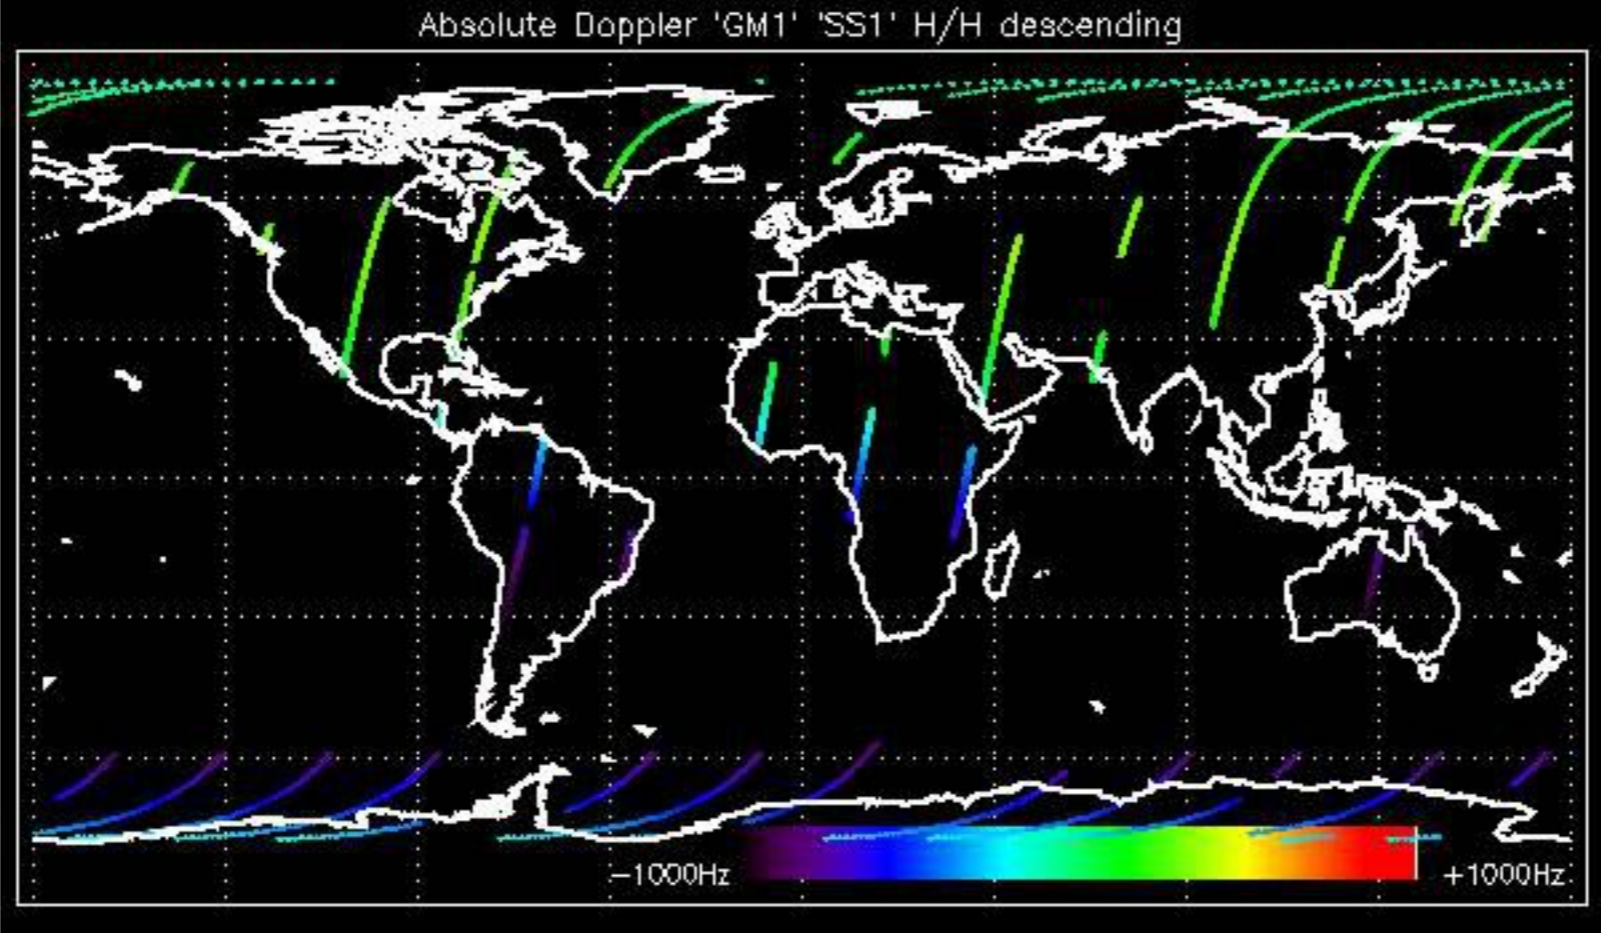 Absolute Doppler 'GM1' 'SS1' H/H descending
−1000Hz
+1000Hz